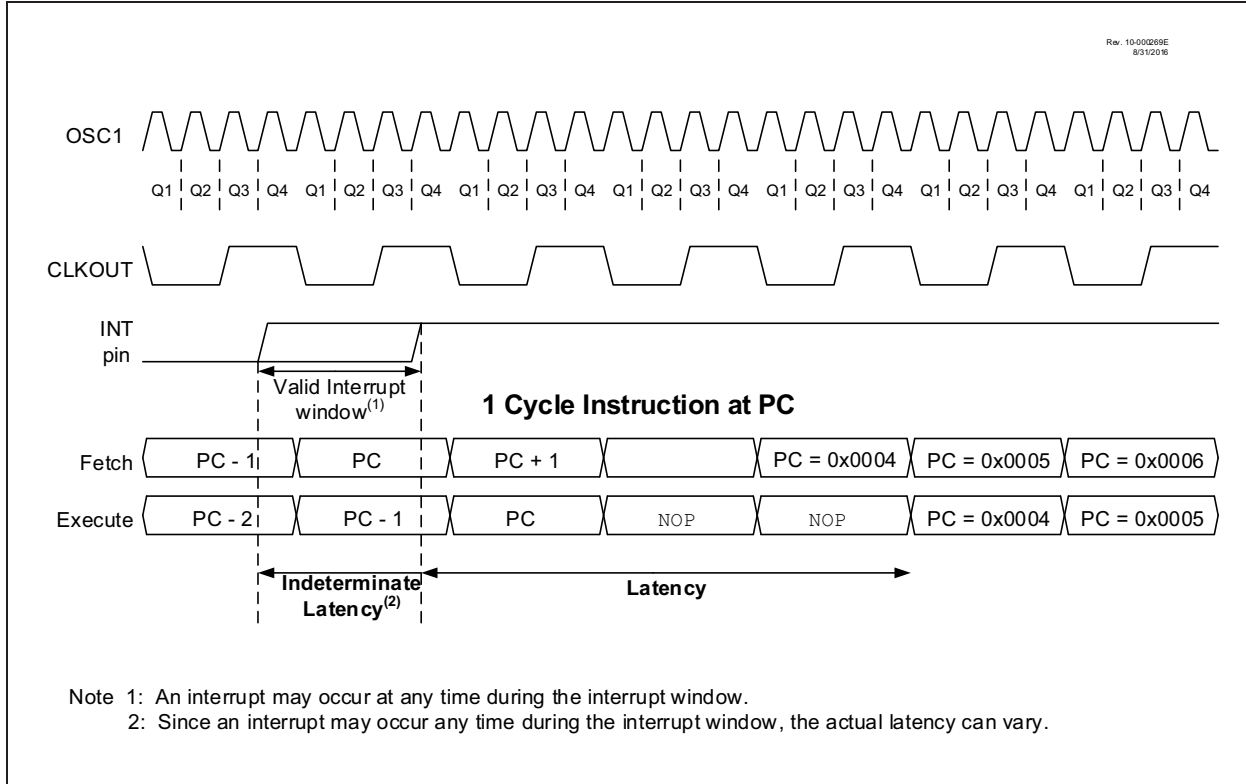 Rev. 10-000269E
8/31/2016
OSC1
Q1 Q2 Q3 Q4 Q1 Q2 Q3 Q4 Q1 Q2 Q3 Q4 Q1 Q2 Q3 Q4 Q1 Q2 Q3 Q4 Q1 Q2 Q3 Q4 Q1 Q2 Q3 Q4
CLKOUT
INT
pin
Valid Interrupt
window(1)
1 Cycle Instruction at PC
Fetch PC - 1 PC PC + 1 PC = 0x0004 PC = 0x0005 PC = 0x0006
Execute PC - 2 PC - 1 PC NOP NOP PC = 0x0004 PC = 0x0005
Indeterminate
Latency(2)
Latency
Note 1: An interrupt may occur at any time during the interrupt window.
2: Since an interrupt may occur any time during the interrupt window, the actual latency can vary.